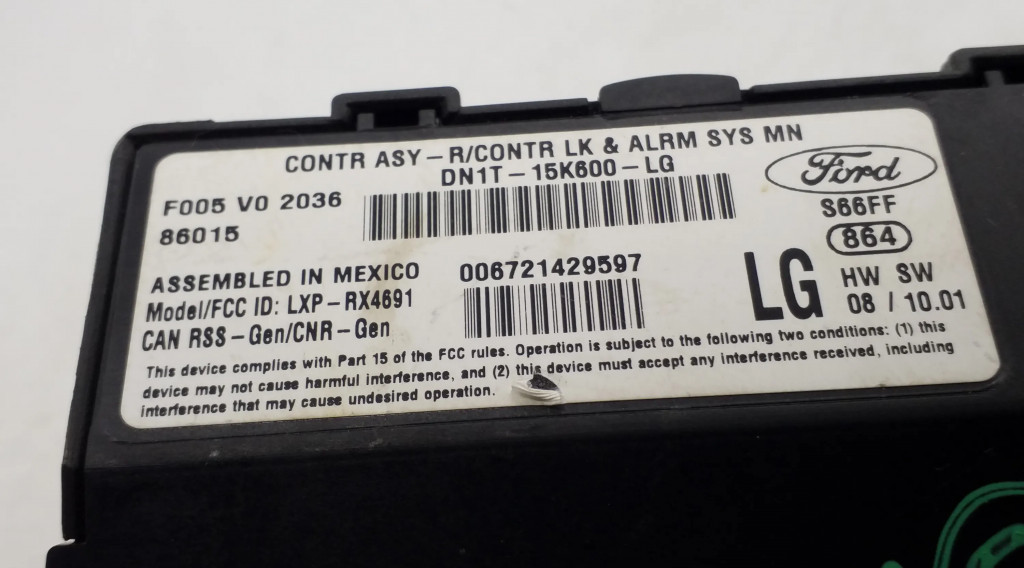 CONTR ASY – R/CONTR LK & ALRM SYS MN
DN1T – 15K600 – LG
Ford
F005 V0 2036
86015
S66FF
864
ASSEMBLED IN MEXICO
Model/FCC ID: LXP – RX4691
CAN RSS – Gen/CNR – Gen
006721429597
LG
HW SW
08 / 10.01
This device complies with Part 15 of the FCC rules. Operation is subject to the following two conditions: (1) this
device may not cause harmful interference, and (2) this device must accept any interference received, including
interference that may cause undesired operation.